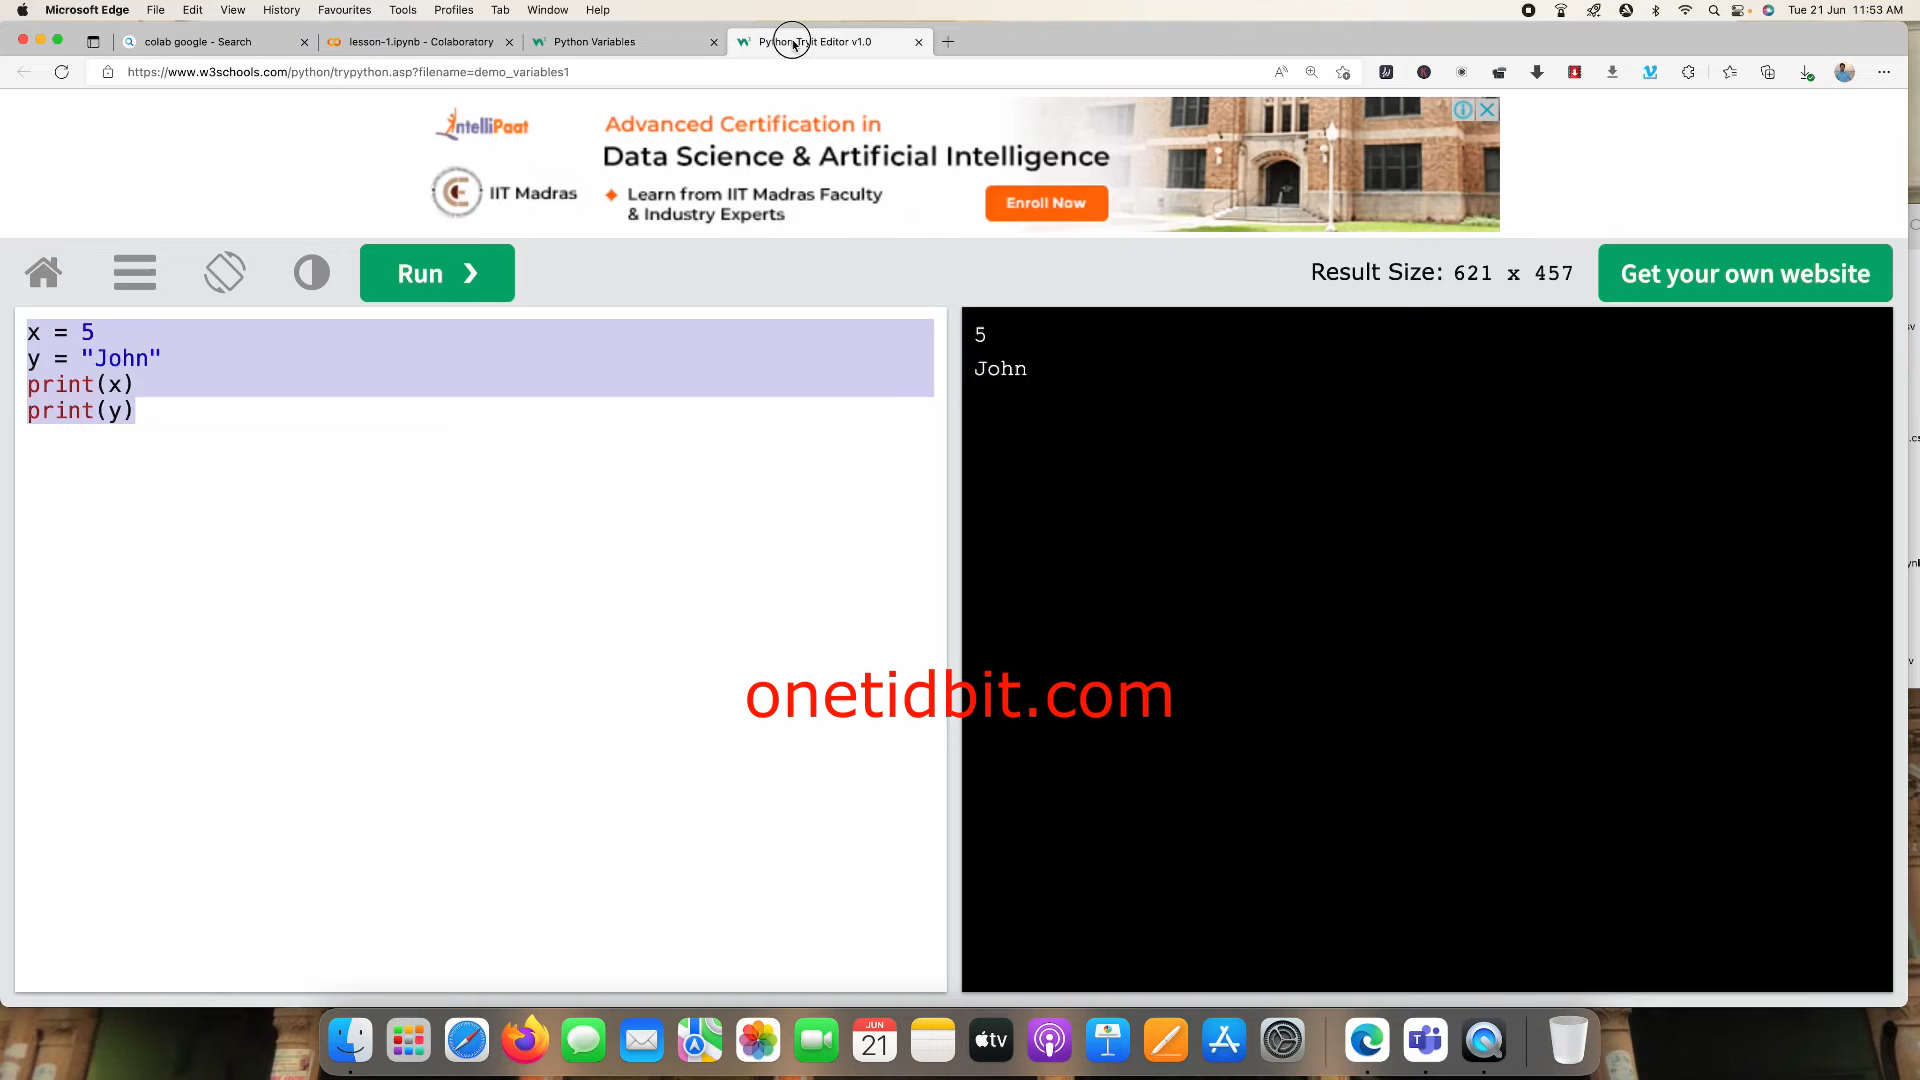 Microsoft Edge File Edit View History Favourites Tools Profiles Tab Window Help Tue 21 Jun 11:53 AM
colab google - Search lesson-1.ipynb - Colaboratory Python Variables Python Tryit Editor v1.0
https://www.w3schools.com/python/trypython.asp?filename=demo_variables1
IntelliPaat
IIT Madras
Advanced Certification in
Data Science & Artificial Intelligence
Learn from IIT Madras Faculty
& Industry Experts
Enroll Now
Run ❯
Result Size: 621 x 457
Get your own website
x = 5
y = "John"
print(x)
print(y)
5
John
onetidbit.com
JUN
21
tv